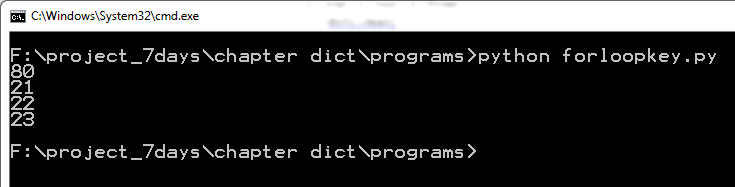 C:\Windows\System32\cmd.exe
F:\project_7days\chapter dict\programs>python forloopkey.py
80
21
22
23
F:\project_7days\chapter dict\programs>